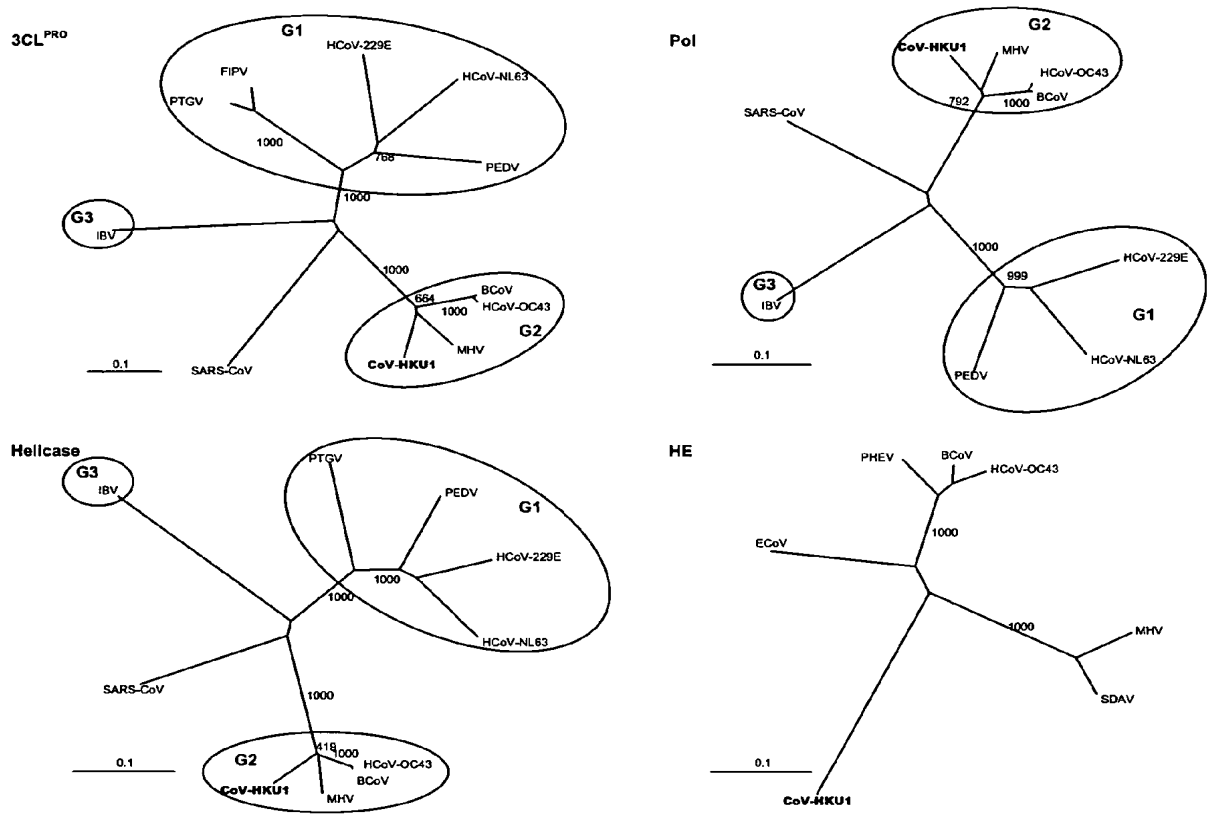 3CL^PRO
G1
HCoV-229E
HCoV-NL63
FIPV
PTGV
1000
768
PEDV
1000
G3
IBV
1000
664
BCoV
HCoV-OC43
1000
G2
MHV
CoV-HKU1
SARS-CoV
0.1
Pol
G2
CoV-HKU1
MHV
HCoV-OC43
792
1000
BCoV
SARS-CoV
1000
999
HCoV-229E
G3
IBV
G1
HCoV-NL63
PEDV
0.1
Helicase
G3
IBV
PTGV
PEDV
G1
HCoV-229E
1000
1000
HCoV-NL63
SARS-CoV
1000
418
1000
G2
HCoV-OC43
BCoV
CoV-HKU1
MHV
0.1
HE
PHEV
BCoV
HCoV-OC43
1000
ECoV
1000
MHV
SDAV
0.1
CoV-HKU1